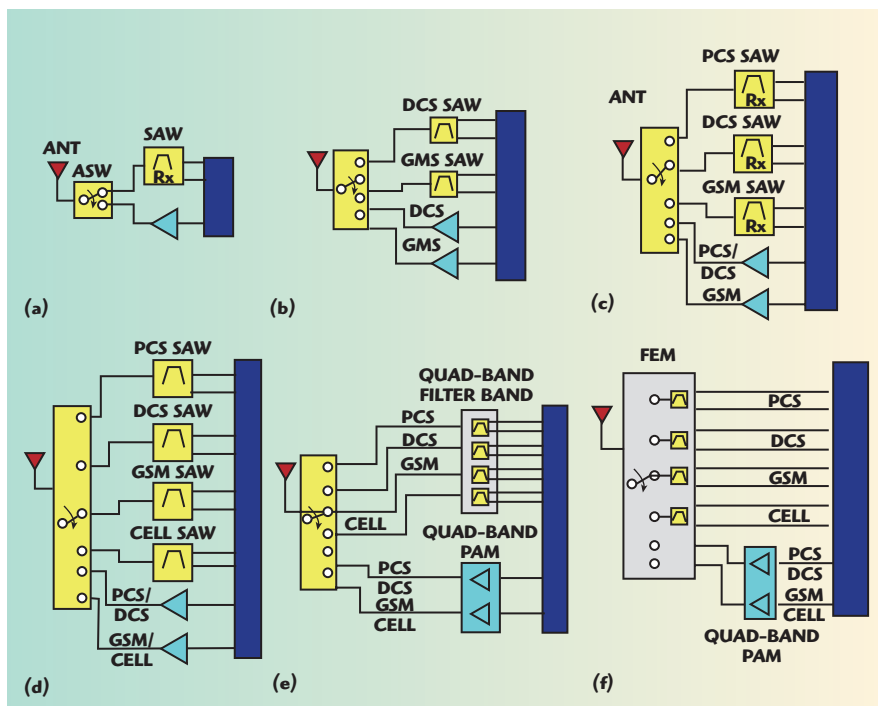 ANT
ASW
SAW
Rx
(a)
DCS SAW
GMS SAW
DCS
GMS
(b)
PCS SAW
ANT
Rx
DCS SAW
Rx
GSM SAW
Rx
PCS/
DCS
GSM
(c)
PCS SAW
DCS SAW
GSM SAW
CELL SAW
PCS/
DCS
GSM/
CELL
(d)
QUAD-BAND
FILTER BAND
PCS
DCS
GSM
CELL
QUAD-BAND
PAM
PCS
DCS
GSM
CELL
(e)
FEM
PCS
DCS
GSM
CELL
PCS
DCS
GSM
CELL
QUAD-BAND
PAM
(f)